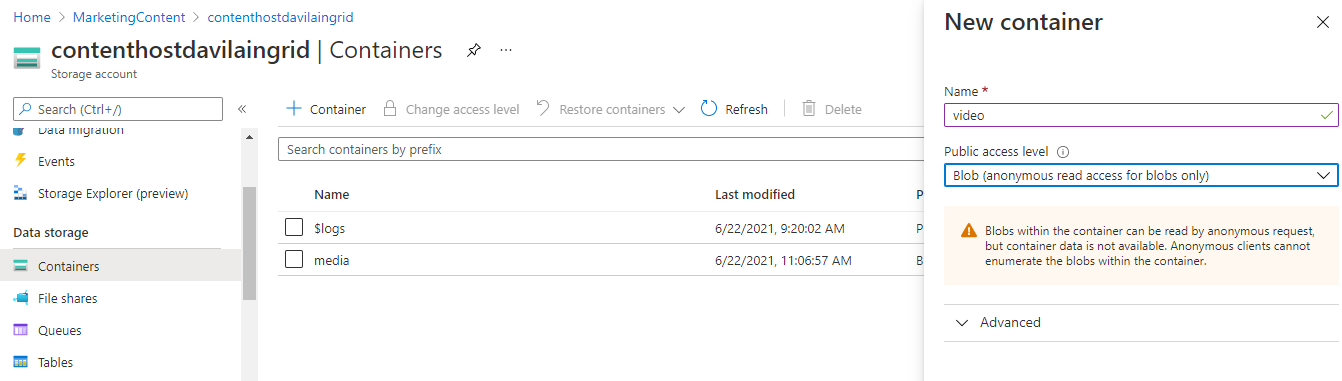 Home > MarketingContent > contenthostdavilaingrid
contenthostdavilaingrid | Containers
Storage account
Search (Ctrl+/)
Data migration
Events
Storage Explorer (preview)
Data storage
Containers
File shares
Queues
Tables
Container Change access level Restore containers Refresh Delete
Search containers by prefix
Name Last modified P
$logs 6/22/2021, 9:20:02 AM P
media 6/22/2021, 11:06:57 AM B
New container
Name *
video
Public access level
Blob (anonymous read access for blobs only)
Blobs within the container can be read by anonymous request,
but container data is not available. Anonymous clients cannot
enumerate the blobs within the container.
Advanced